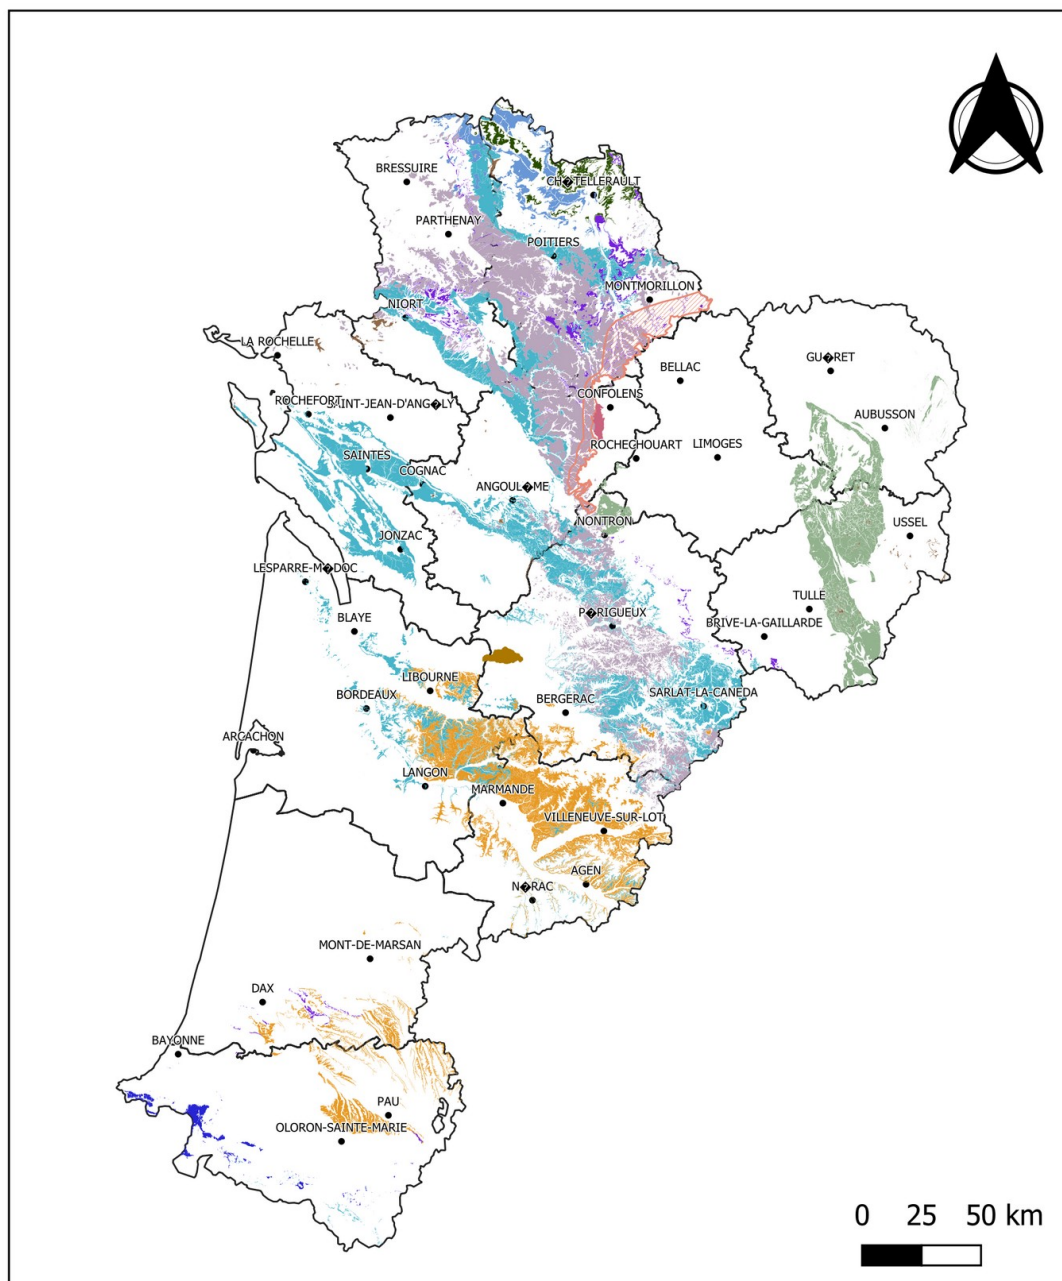 BRESSUIRE
CH�TELLERAULT
PARTHENAY
POITIERS
MONTMORILLON
NIORT
LA ROCHELLE
GU�RET
BELLAC
CONFOLENS
ROCHEFORT
SAINT-JEAN-D'ANG�LY
AUBUSSON
ROCHECHOUART
LIMOGES
SAINTES
COGNAC
ANGOUL�ME
NONTRON
USSEL
JONZAC
LESPARRE-M�DOC
TULLE
BLAYE
P�RIGUEUX
BRIVE-LA-GAILLARDE
LIBOURNE
BORDEAUX
BERGERAC
SARLAT-LA-CANEDA
ARCACHON
LANGON
MARMANDE
VILLENEUVE-SUR-LOT
AGEN
N�RAC
MONT-DE-MARSAN
DAX
BAYONNE
PAU
OLORON-SAINTE-MARIE
0 25 50 km